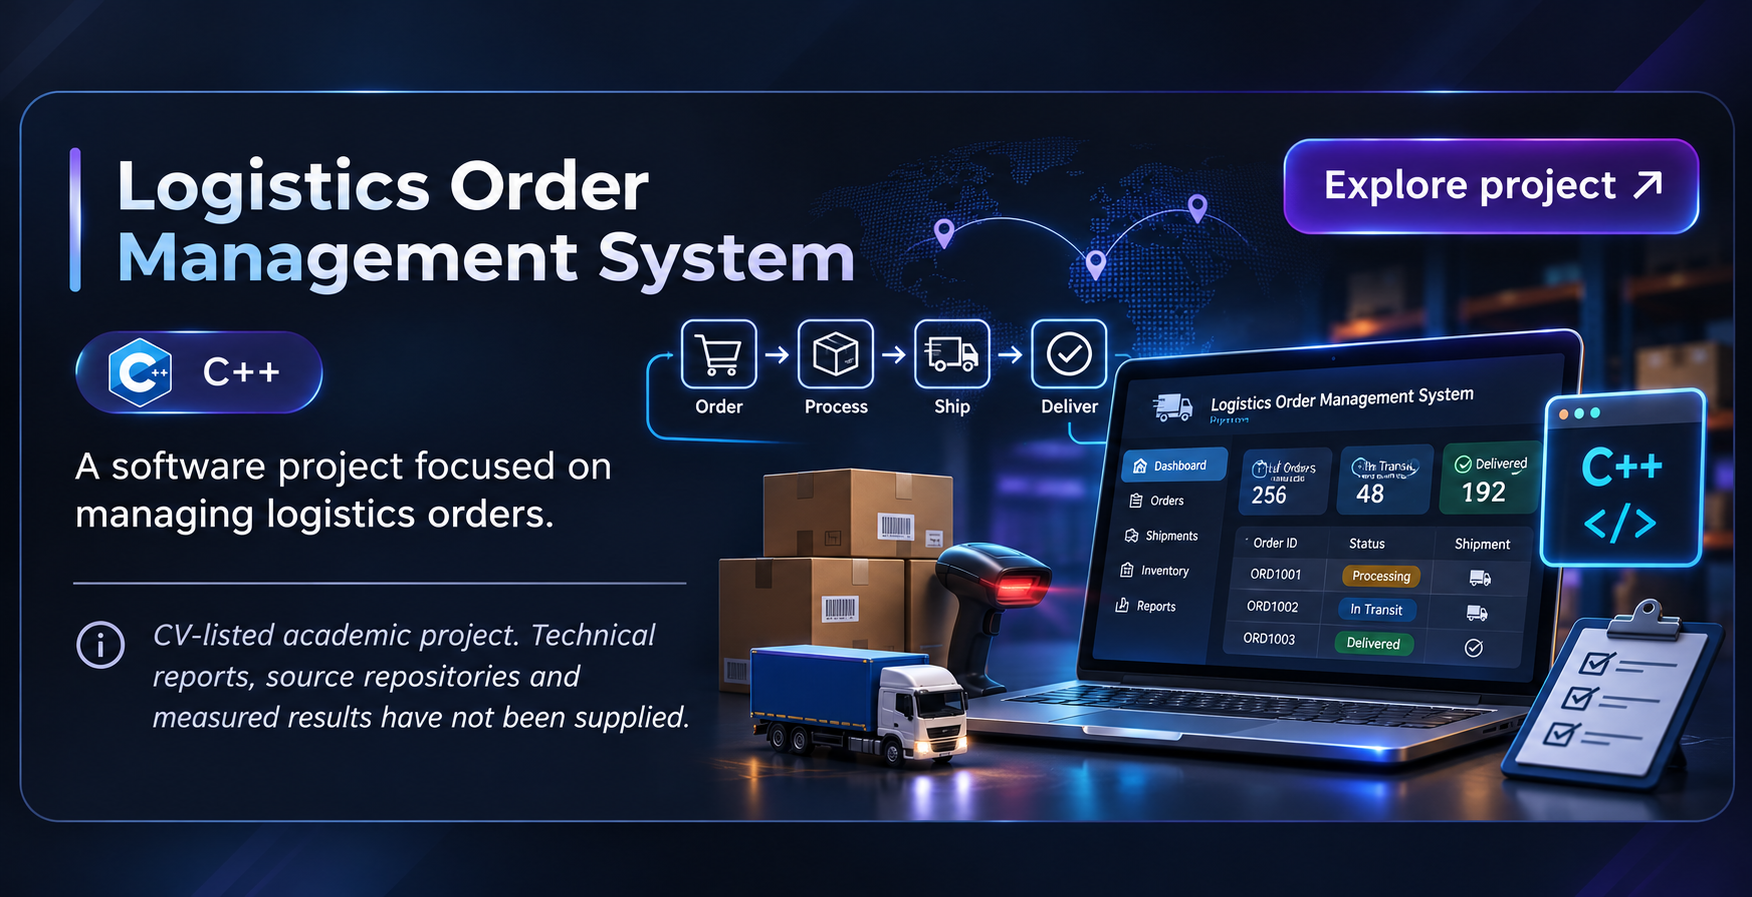 Logistics Order
Management System
Explore project
C++
C++
A software project focused on
managing logistics orders.
CV-listed academic project. Technical
reports, source repositories and
measured results have not been supplied.
Order
Process
Ship
Deliver
Logistics Order Management System
Dashboard
Orders
Shipments
Inventory
Reports
Orders
256
48
Delivered
192
Order ID
Status
Shipment
ORD1001
Processing
ORD1002
In Transit
ORD1003
Delivered
C++
</>